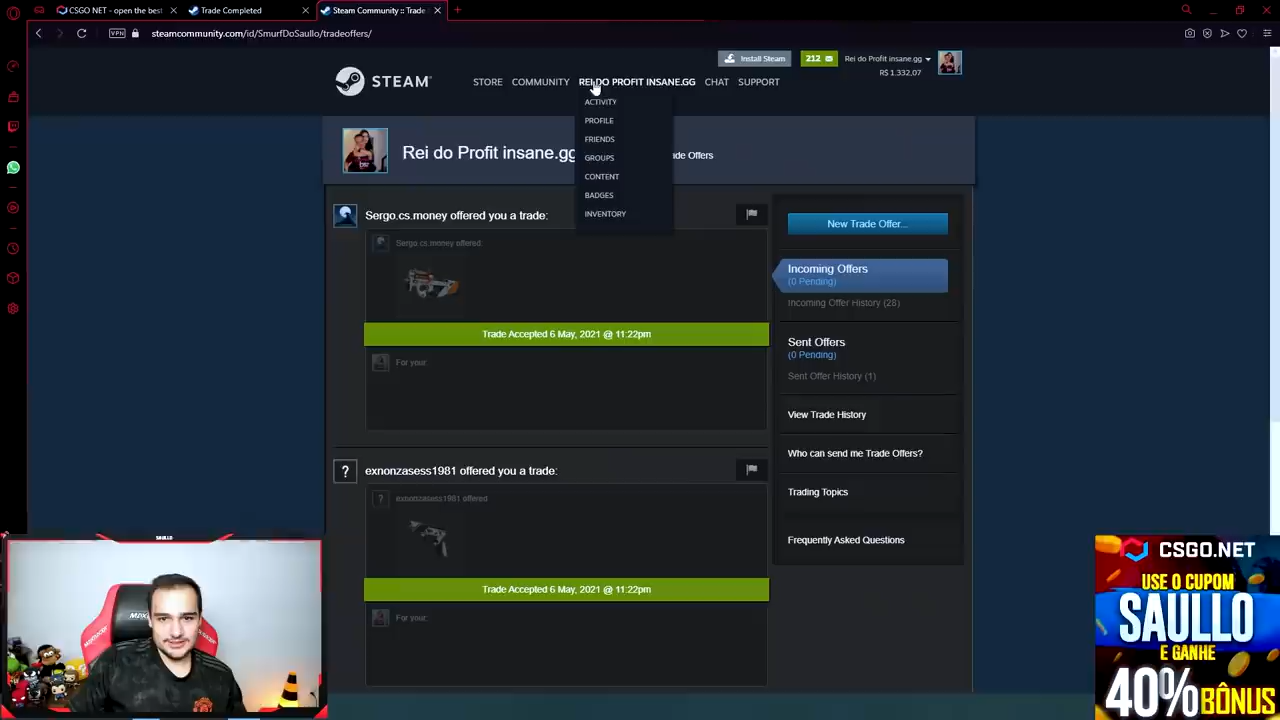 CSGO.NET - open the best
Trade Completed
Steam Community :: Trade
VPN
steamcommunity.com/id/SmurfDoSaullo/tradeoffers/
Install Steam
212
Rei do Profit insane.gg
R$ 1.332,07
STEAM
STORE
COMMUNITY
REI DO PROFIT INSANE.GG
CHAT
SUPPORT
ACTIVITY
PROFILE
FRIENDS
GROUPS
CONTENT
BADGES
INVENTORY
Rei do Profit insane.gg
Offers
Sergo.cs.money offered you a trade:
Sergo.cs.money offered:
Trade Accepted 6 May, 2021 @ 11:22pm
For your:
exnonzasess1981 offered you a trade:
?
exnonzasess1981 offered
Trade Accepted 6 May, 2021 @ 11:22pm
For your:
New Trade Offer...
Incoming Offers
(0 Pending)
Incoming Offer History (28)
Sent Offers
(0 Pending)
Sent Offer History (1)
View Trade History
Who can send me Trade Offers?
Trading Topics
Frequently Asked Questions
SAULLO
CSGO.NET
USE O CUPOM
SAULLO
E GANHE
40% BÔNUS